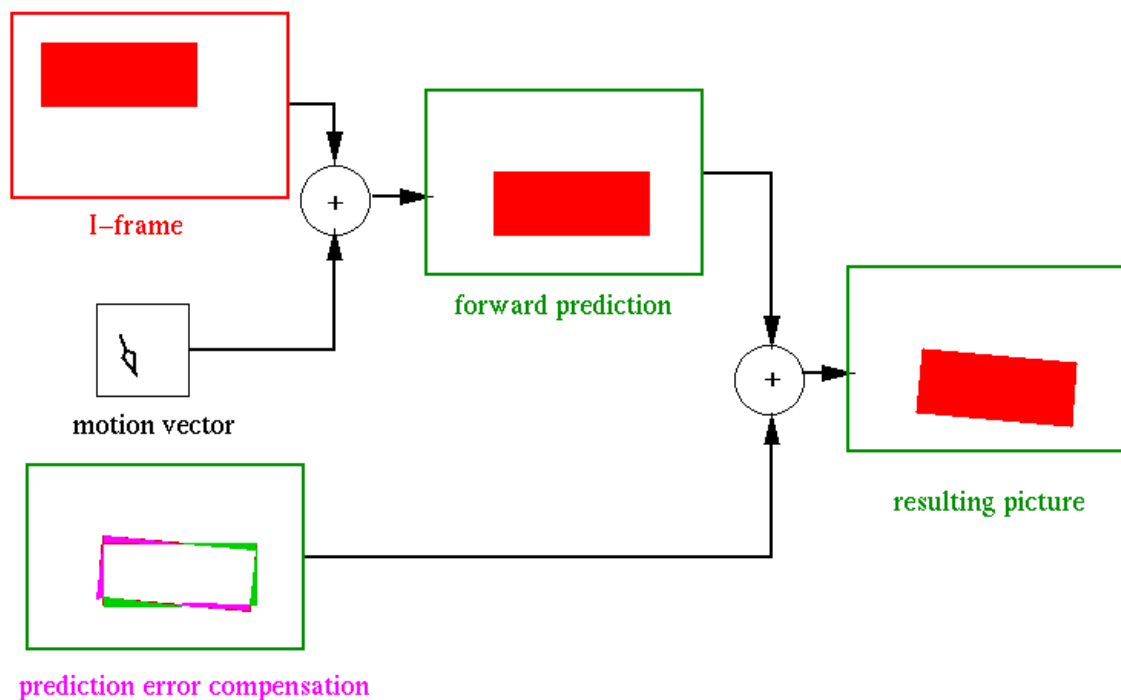 I–frame
+
forward prediction
motion vector
+
resulting picture
prediction error compensation